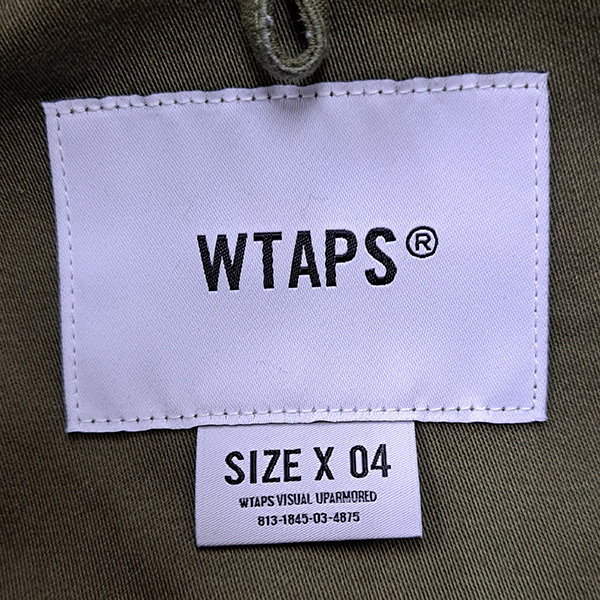 WTAPS®
SIZE X 04
WTAPS VISUAL UPARMORED
813-1845-03-4875